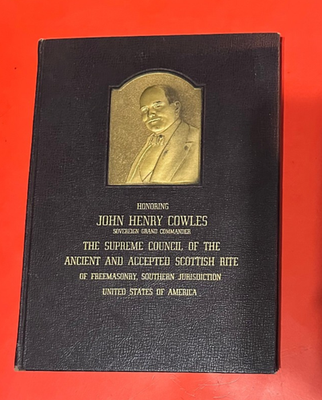 HONORING
JOHN HENRY COWLES
SOVEREIGN GRAND COMMANDER
THE SUPREME COUNCIL OF THE
ANCIENT AND ACCEPTED SCOTTISH RITE
OF FREEMASONRY, SOUTHERN JURISDICTION
UNITED STATES OF AMERICA